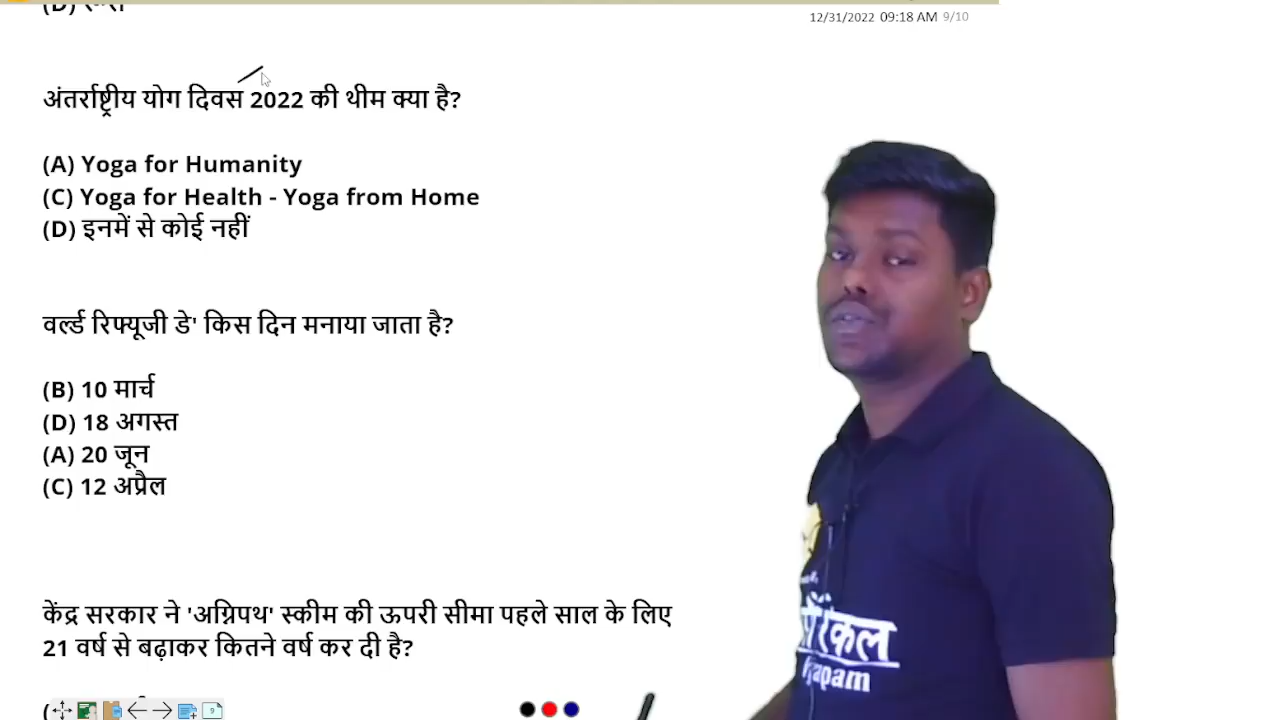 12/31/2022 09:18 AM 9/10
अंतर्राष्ट्रीय योग दिवस 2022 की थीम क्या है?
(A) Yoga for Humanity
(C) Yoga for Health - Yoga from Home
(D) इनमें से कोई नहीं
वर्ल्ड रिफ्यूजी डे' किस दिन मनाया जाता है?
(B) 10 मार्च
(D) 18 अगस्त
(A) 20 जून
(C) 12 अप्रैल
केंद्र सरकार ने 'अग्निपथ' स्कीम की ऊपरी सीमा पहले साल के लिए
21 वर्ष से बढ़ाकर कितने वर्ष कर दी है?